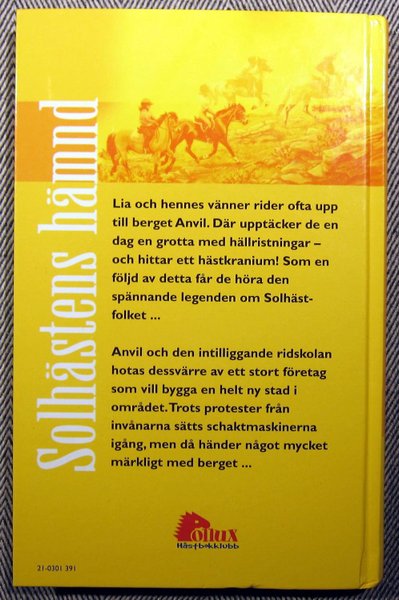 Solhästens hämnd
Lia och hennes vänner rider ofta upp
till berget Anvil. Där upptäcker de en
dag en grotta med hällristningar –
och hittar ett hästkranium! Som en
följd av detta får de höra den
spännande legenden om Solhäst-
folket ...
Anvil och den intilliggande ridskolan
hotas dessvärre av ett stort företag
som vill bygga en helt ny stad i
området. Trots protester från
invånarna sätts schaktmaskinerna
igång, men då händer något mycket
märkligt med berget ...
Pollux
Hästbokklubb
21-0301 391